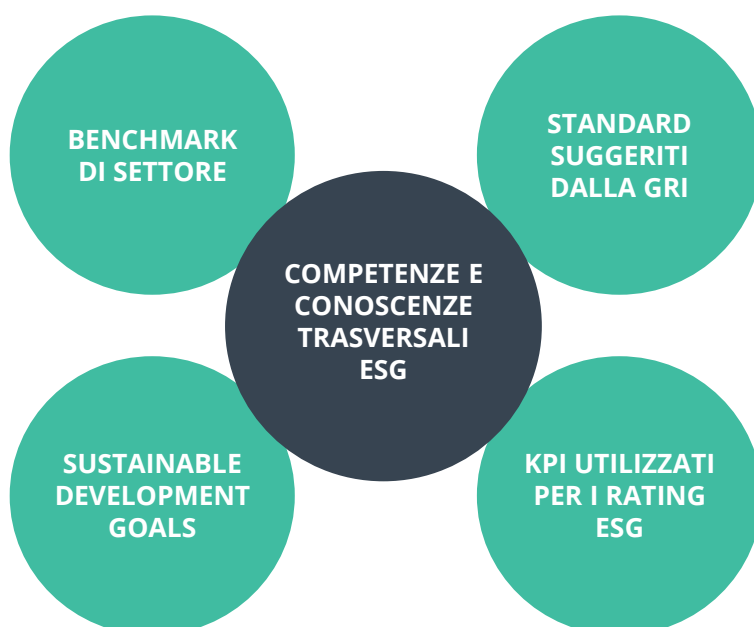 BENCHMARK
DI SETTORE
STANDARD
SUGGERITI
DALLA GRI
COMPETENZE E
CONOSCENZE
TRASVERSALI
ESG
SUSTAINABLE
DEVELOPMENT
GOALS
KPI UTILIZZATI
PER I RATING
ESG